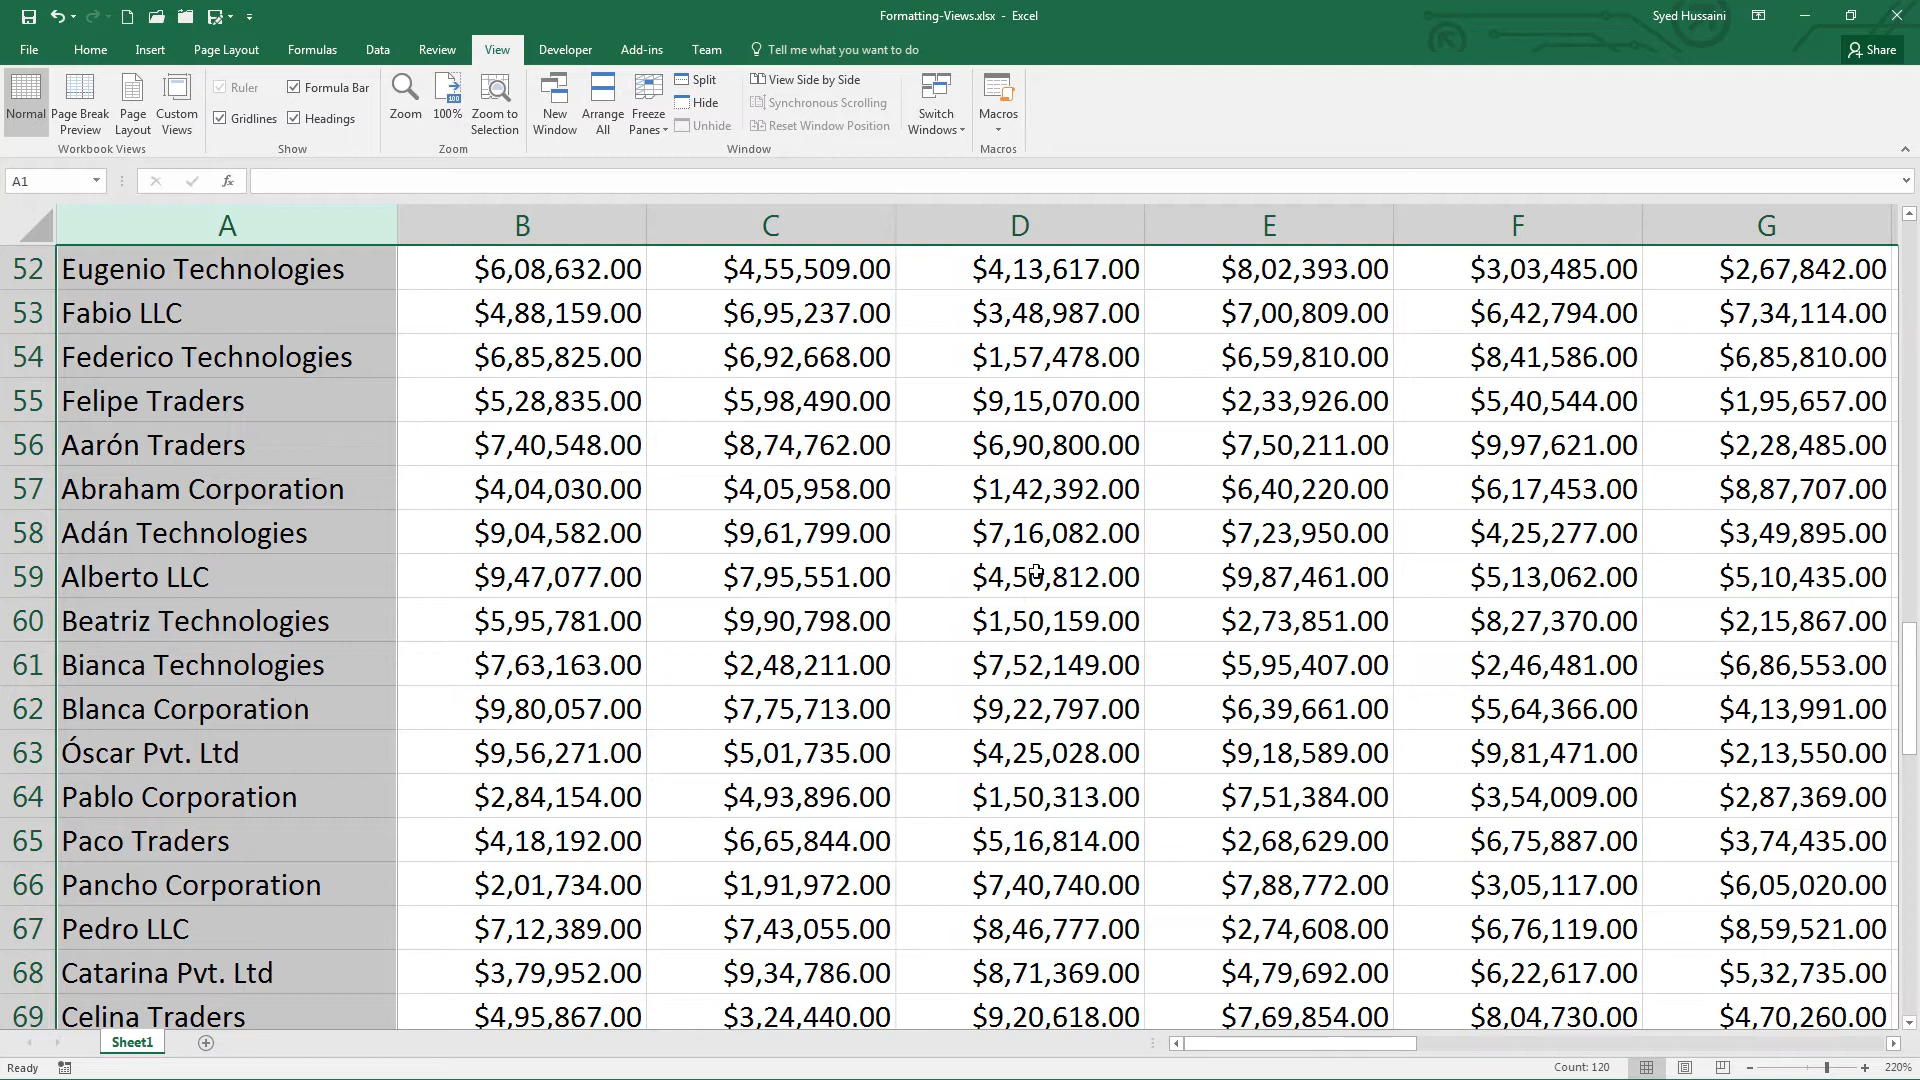 Formatting-Views.xlsx - Excel
Syed Hussaini
File Home Insert Page Layout Formulas Data Review View Developer Add-ins Team Tell me what you want to do Share
Normal Page Break Preview Page Layout Custom Views
Workbook Views
Ruler Formula Bar
Gridlines Headings
Show
Zoom 100% Zoom to Selection
Zoom
New Window Arrange All Freeze Panes
Split
Hide
Unhide
View Side by Side
Synchronous Scrolling
Reset Window Position
Switch Windows
Window
Macros
Macros
A1 fx
A B C D E F G
52 Eugenio Technologies $6,08,632.00 $4,55,509.00 $4,13,617.00 $8,02,393.00 $3,03,485.00 $2,67,842.00
53 Fabio LLC $4,88,159.00 $6,95,237.00 $3,48,987.00 $7,00,809.00 $6,42,794.00 $7,34,114.00
54 Federico Technologies $6,85,825.00 $6,92,668.00 $1,57,478.00 $6,59,810.00 $8,41,586.00 $6,85,810.00
55 Felipe Traders $5,28,835.00 $5,98,490.00 $9,15,070.00 $2,33,926.00 $5,40,544.00 $1,95,657.00
56 Aarón Traders $7,40,548.00 $8,74,762.00 $6,90,800.00 $7,50,211.00 $9,97,621.00 $2,28,485.00
57 Abraham Corporation $4,04,030.00 $4,05,958.00 $1,42,392.00 $6,40,220.00 $6,17,453.00 $8,87,707.00
58 Adán Technologies $9,04,582.00 $9,61,799.00 $7,16,082.00 $7,23,950.00 $4,25,277.00 $3,49,895.00
59 Alberto LLC $9,47,077.00 $7,95,551.00 $9,87,461.00 $5,13,062.00 $5,10,435.00
60 Beatriz Technologies $5,95,781.00 $9,90,798.00 $1,50,159.00 $2,73,851.00 $8,27,370.00 $2,15,867.00
61 Bianca Technologies $7,63,163.00 $2,48,211.00 $7,52,149.00 $5,95,407.00 $2,46,481.00 $6,86,553.00
62 Blanca Corporation $9,80,057.00 $7,75,713.00 $9,22,797.00 $6,39,661.00 $5,64,366.00 $4,13,991.00
63 Óscar Pvt. Ltd $9,56,271.00 $5,01,735.00 $4,25,028.00 $9,18,589.00 $9,81,471.00 $2,13,550.00
64 Pablo Corporation $2,84,154.00 $4,93,896.00 $1,50,313.00 $7,51,384.00 $3,54,009.00 $2,87,369.00
65 Paco Traders $4,18,192.00 $6,65,844.00 $5,16,814.00 $2,68,629.00 $6,75,887.00 $3,74,435.00
66 Pancho Corporation $2,01,734.00 $1,91,972.00 $7,40,740.00 $7,88,772.00 $3,05,117.00 $6,05,020.00
67 Pedro LLC $7,12,389.00 $7,43,055.00 $8,46,777.00 $2,74,608.00 $6,76,119.00 $8,59,521.00
68 Catarina Pvt. Ltd $3,79,952.00 $9,34,786.00 $8,71,369.00 $4,79,692.00 $6,22,617.00 $5,32,735.00
69 Celina Traders $4,95,867.00 $3,24,440.00 $9,20,618.00 $7,69,854.00 $8,04,730.00 $4,70,260.00
Sheet1
Ready Count: 120 220%